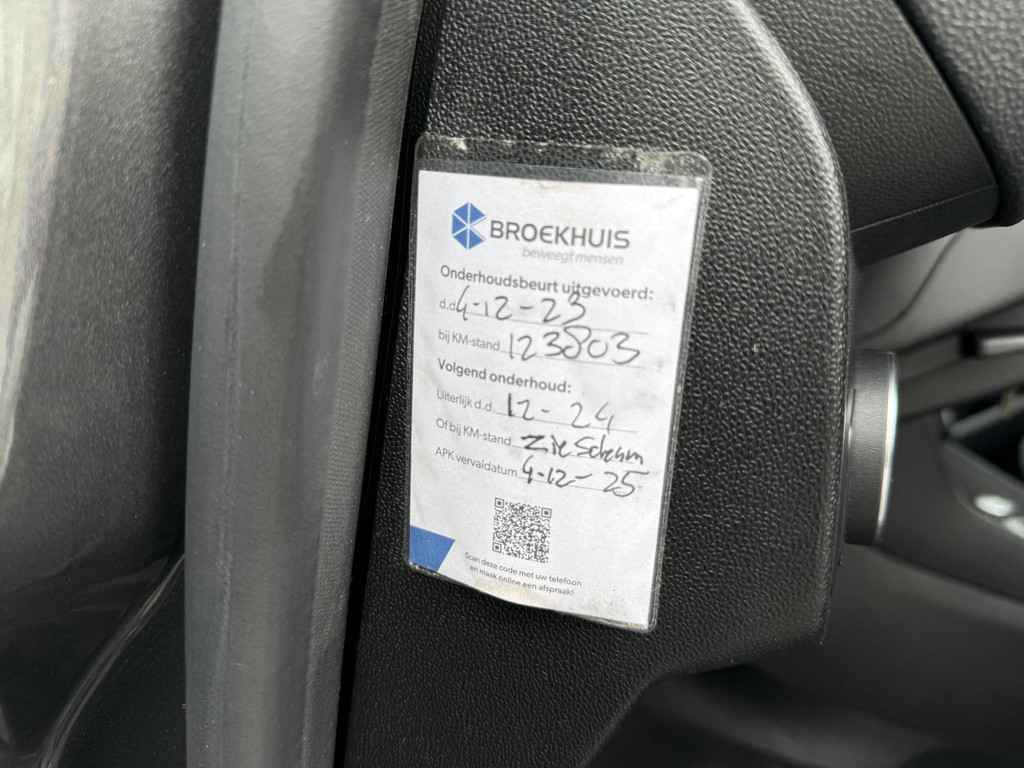 BROEKHUIS
beweegt mensen
Onderhoudsbeurt uitgevoerd:
d.d. 4-12-23
bij KM-stand 123803
Volgend onderhoud:
Uiterlijk d.d. 12-24
Of bij KM-stand Zie Scherm
APK vervaldatum 4-12-25
Scan deze code met uw telefoon
en maak online een afspraak!